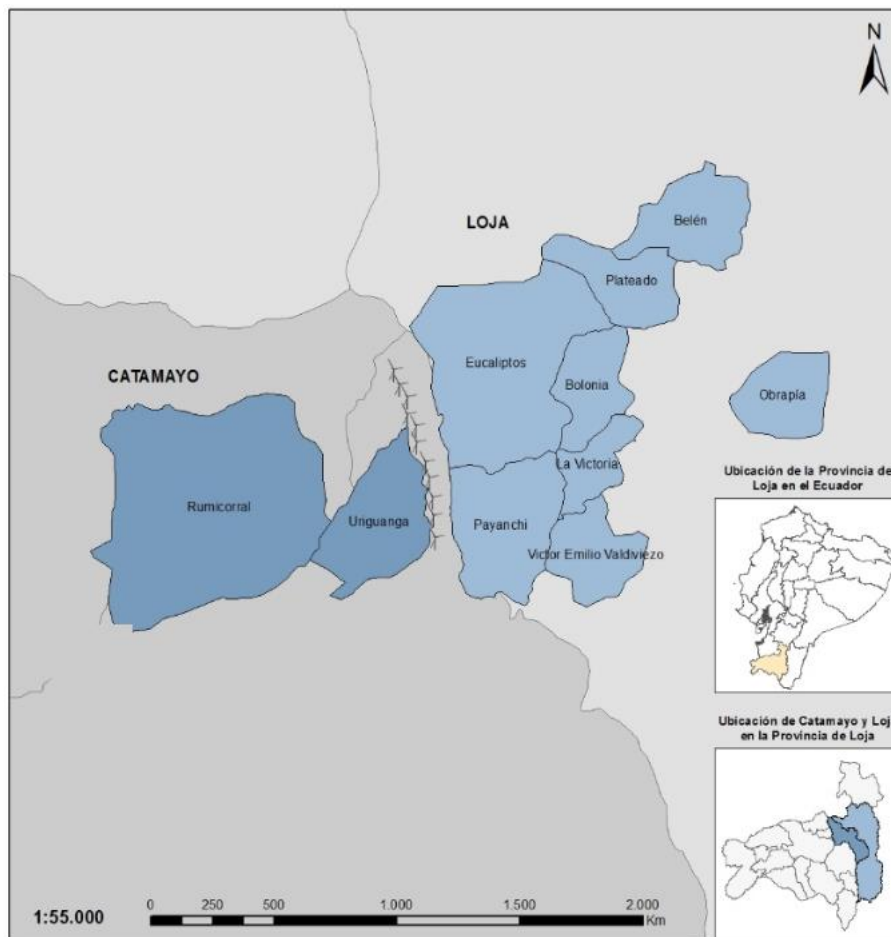 N
LOJA
Belén
Plateado
Eucaliptos
Bolonia
CATAMAYO
Obrapía
La Victoria
Ubicación de la Provincia de
Loja en el Ecuador
Rumicorral
Uriguanga
Payanchi
Victor Emilio Valdiviezo
Ubicación de Catamayo y Loj
en la Provincia de Loja
1:55.000
0 250 500 1.000 1.500 2.000
Km